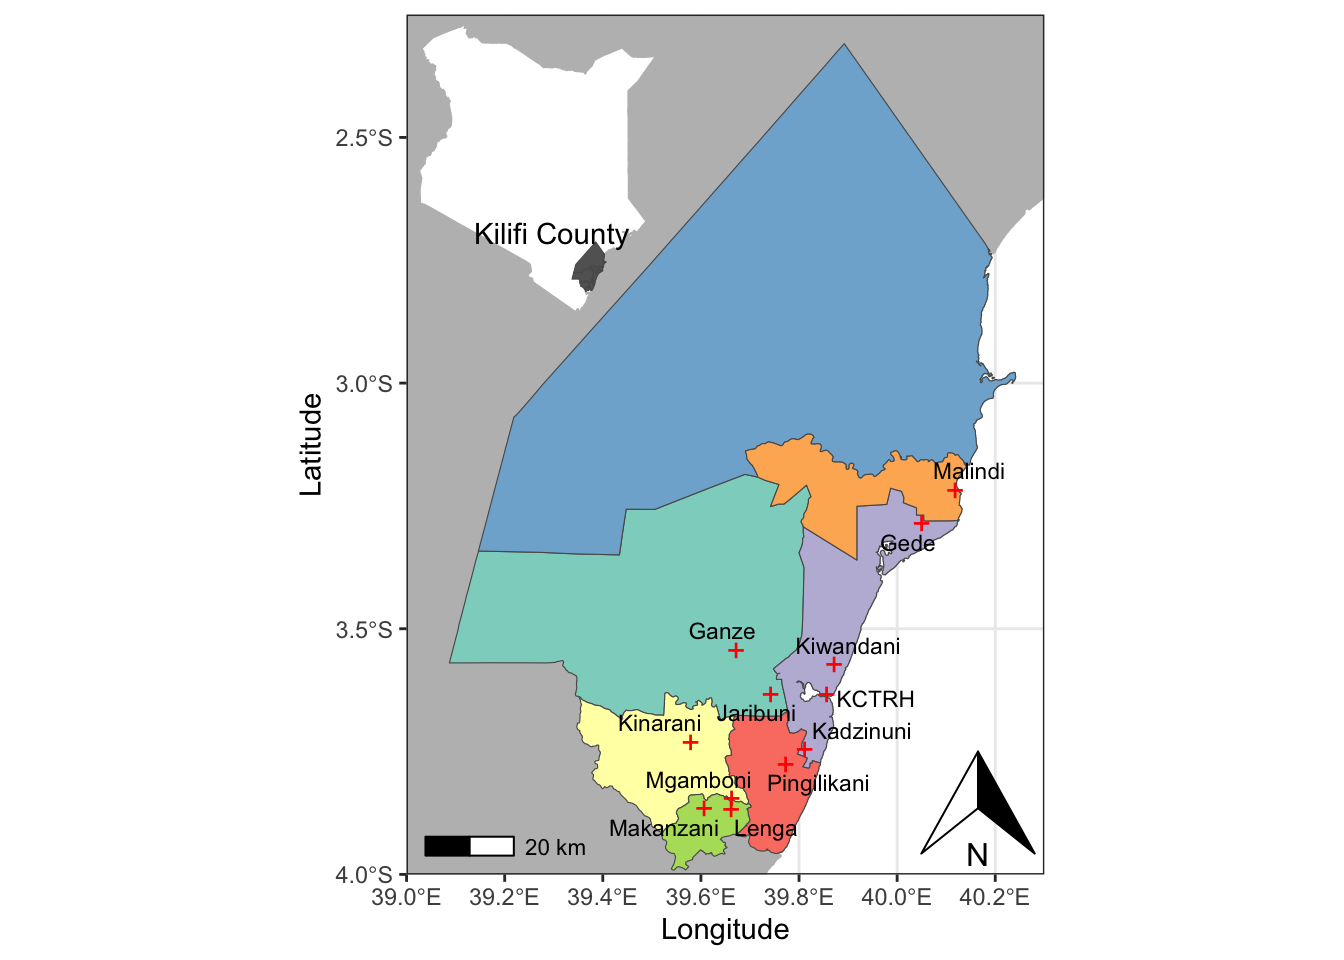 Kilifi County
2.5°S
3.0°S
3.5°S
4.0°S
Latitude
Malindi
Gede
Ganze
Kiwandani
KCTRH
Jaribuni
Kinarani
Kadzinuni
Mgamboni
Pingilikani
Makanzani
Lenga
20 km
N
39.0°E
39.2°E
39.4°E
39.6°E
39.8°E
40.0°E
40.2°E
Longitude